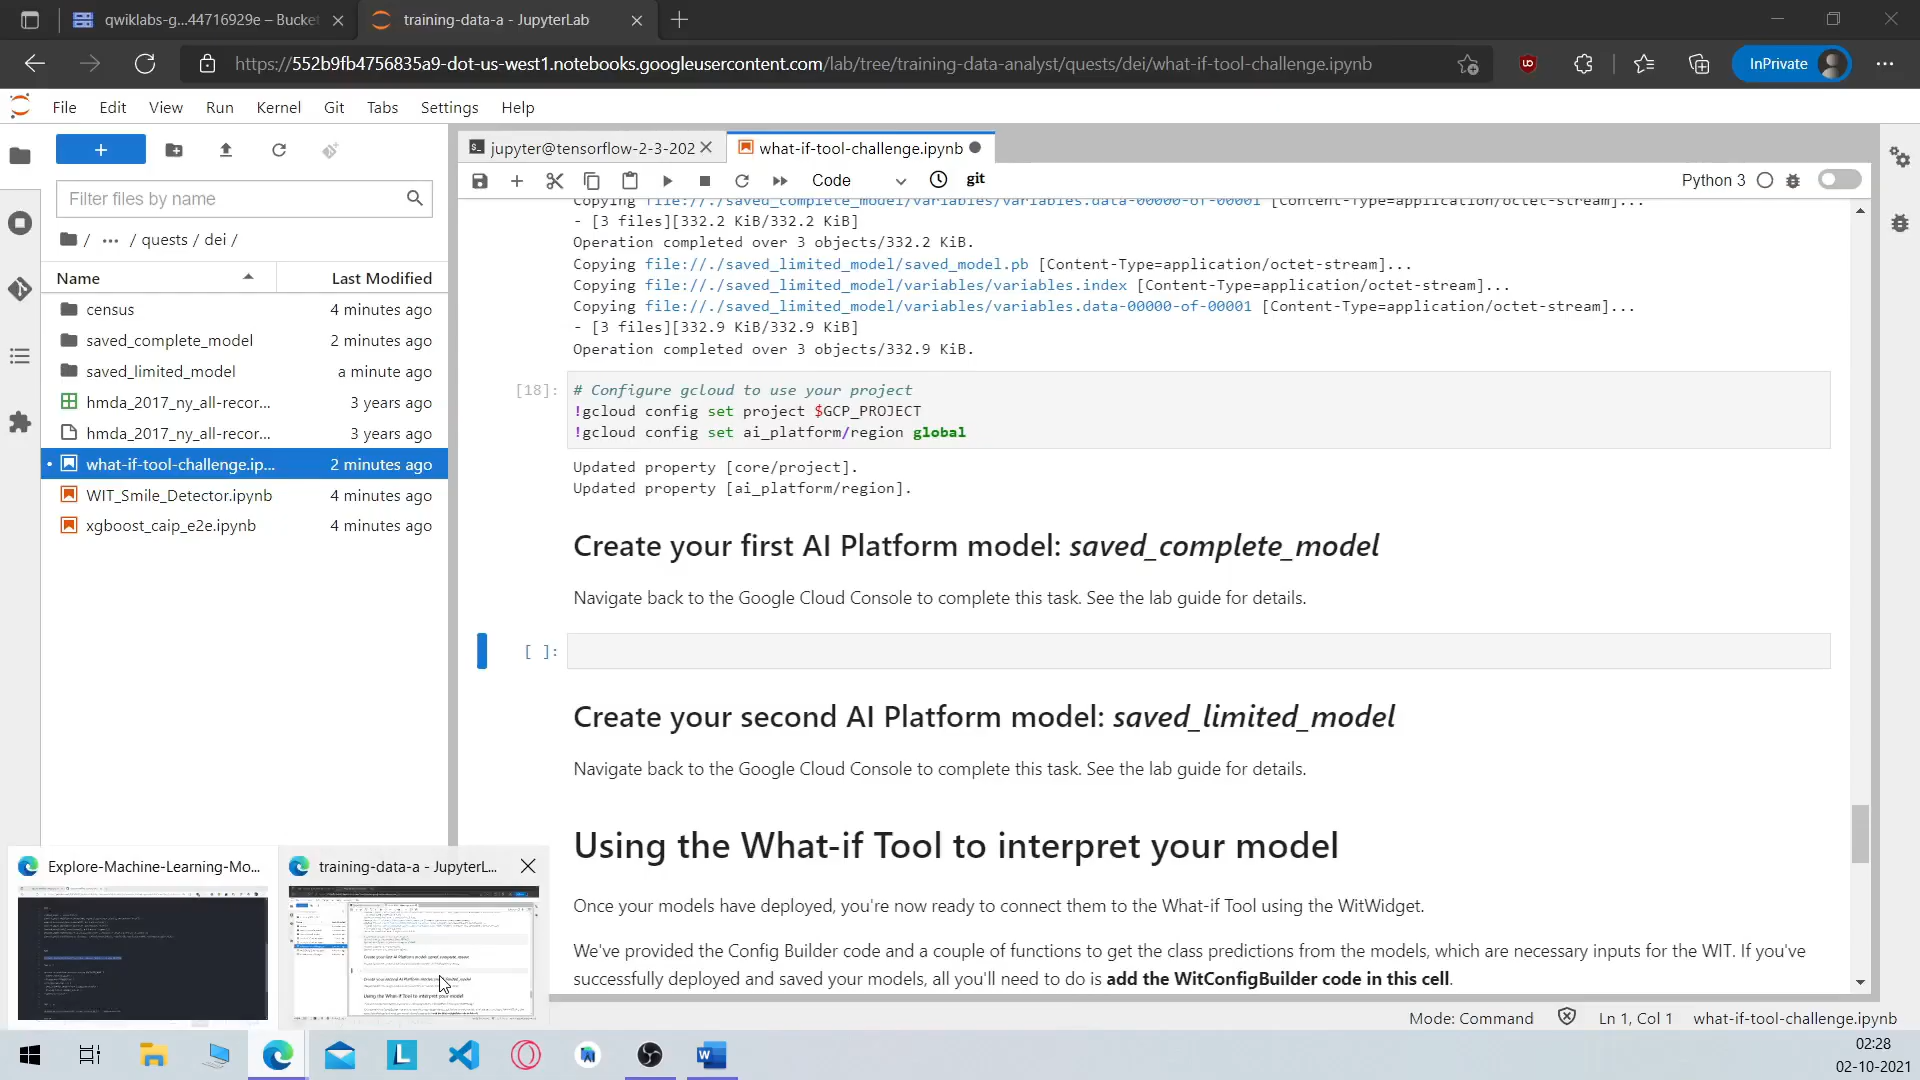 qwiklabs-g...44716929e – Bucket
training-data-a - JupyterLab
https://552b9fb4756835a9-dot-us-west1.notebooks.googleusercontent.com/lab/tree/training-data-analyst/quests/dei/what-if-tool-challenge.ipynb
InPrivate
File Edit View Run Kernel Git Tabs Settings Help
jupyter@tensorflow-2-3-202
what-if-tool-challenge.ipynb
Code
git
Python 3
Filter files by name
/ ... / quests / dei /
Name Last Modified
census 4 minutes ago
saved_complete_model 2 minutes ago
saved_limited_model a minute ago
hmda_2017_ny_all-recor... 3 years ago
hmda_2017_ny_all-recor... 3 years ago
what-if-tool-challenge.ip... 2 minutes ago
WIT_Smile_Detector.ipynb 4 minutes ago
xgboost_caip_e2e.ipynb 4 minutes ago
Copying file://./saved_complete_model/variables/variables.data-00000-of-00001 [Content-Type=application/octet-stream]...
- [3 files][332.2 KiB/332.2 KiB]
Operation completed over 3 objects/332.2 KiB.
Copying file://./saved_limited_model/saved_model.pb [Content-Type=application/octet-stream]...
Copying file://./saved_limited_model/variables/variables.index [Content-Type=application/octet-stream]...
Copying file://./saved_limited_model/variables/variables.data-00000-of-00001 [Content-Type=application/octet-stream]...
- [3 files][332.9 KiB/332.9 KiB]
Operation completed over 3 objects/332.9 KiB.
[18]:
# Configure gcloud to use your project
!gcloud config set project $GCP_PROJECT
!gcloud config set ai_platform/region global
Updated property [core/project].
Updated property [ai_platform/region].
Create your first AI Platform model: saved_complete_model
Navigate back to the Google Cloud Console to complete this task. See the lab guide for details.
[ ]:
Create your second AI Platform model: saved_limited_model
Navigate back to the Google Cloud Console to complete this task. See the lab guide for details.
Using the What-if Tool to interpret your model
Once your models have deployed, you're now ready to connect them to the What-if Tool using the WitWidget.
We've provided the Config Builder code and a couple of functions to get the class predictions from the models, which are necessary inputs for the WIT. If you've
successfully deployed and saved your models, all you'll need to do is add the WitConfigBuilder code in this cell.
Explore-Machine-Learning-Mo...
training-data-a - JupyterL...
Mode: Command
Ln 1, Col 1
what-if-tool-challenge.ipynb
02:28
02-10-2021